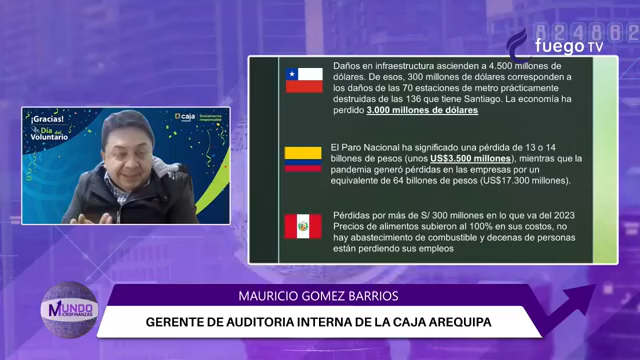 fuego TV
¡Gracias!
Día del
Voluntario
caja
Socialmente
responsable
Daños en infraestructura ascienden a 4.500 millones de
dólares. De esos, 300 millones de dólares corresponden a
los daños de las 70 estaciones de metro prácticamente
destruidas de las 136 que tiene Santiago. La economía ha
perdido 3.000 millones de dólares
El Paro Nacional ha significado una pérdida de 13 o 14
billones de pesos (unos US$3.500 millones), mientras que la
pandemia generó pérdidas en las empresas por un
equivalente de 64 billones de pesos (US$17.300 millones).
Pérdidas por más de S/ 300 millones en lo que va del 2023
Precios de alimentos subieron al 100% en sus costos, no
hay abastecimiento de combustible y decenas de personas
están perdiendo sus empleos
MUNDO
MICROFINANZAS
MAURICIO GOMEZ BARRIOS
GERENTE DE AUDITORIA INTERNA DE LA CAJA AREQUIPA